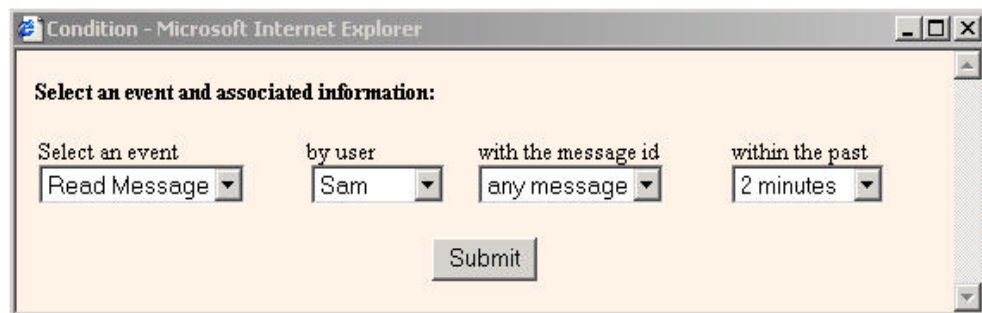 Condition - Microsoft Internet Explorer
Select an event and associated information:
Select an event by user with the message id within the past
Read Message Sam any message 2 minutes
Submit